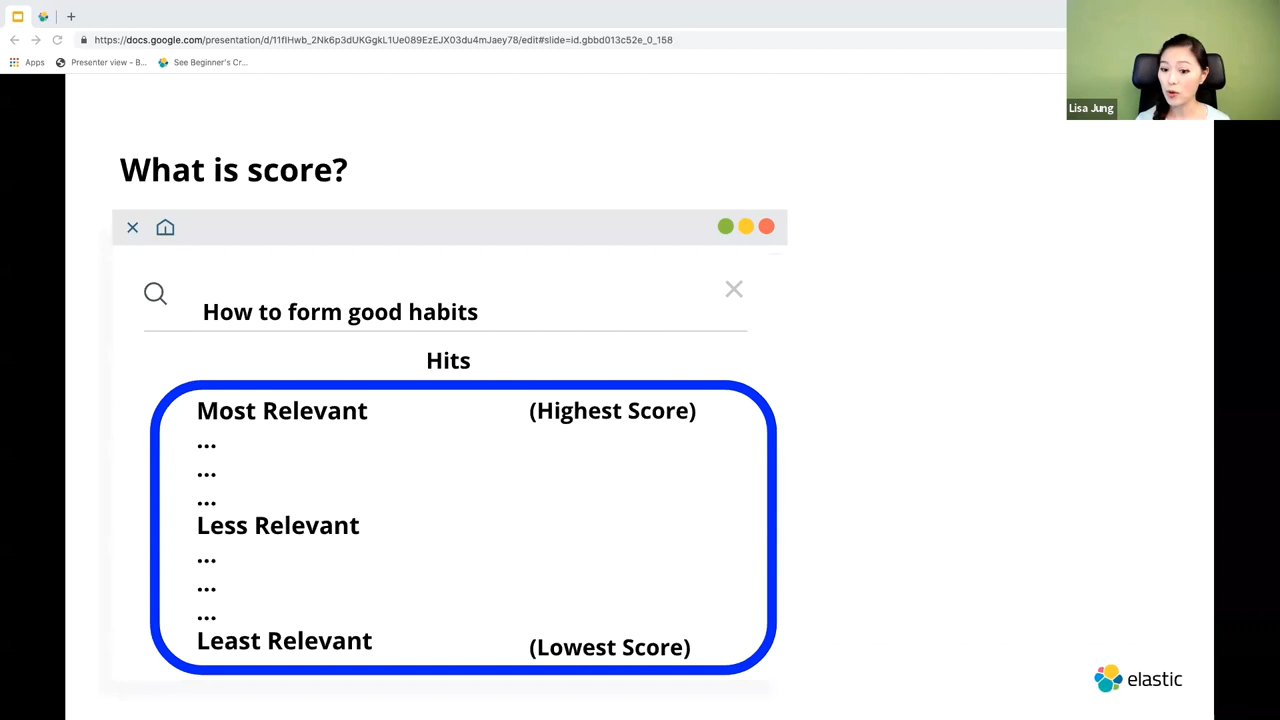 https://docs.google.com/presentation/d/11fIHwb_2Nk6p3dUKGgkL1Ue089EzEJX03du4mJaey78/edit#slide=id.gbbd013c52e_0_158
Apps Presenter view – B... See Beginner's Cr...
Lisa Jung
What is score?
How to form good habits
Hits
Most Relevant (Highest Score)
...
...
...
Less Relevant
...
...
...
Least Relevant (Lowest Score)
elastic